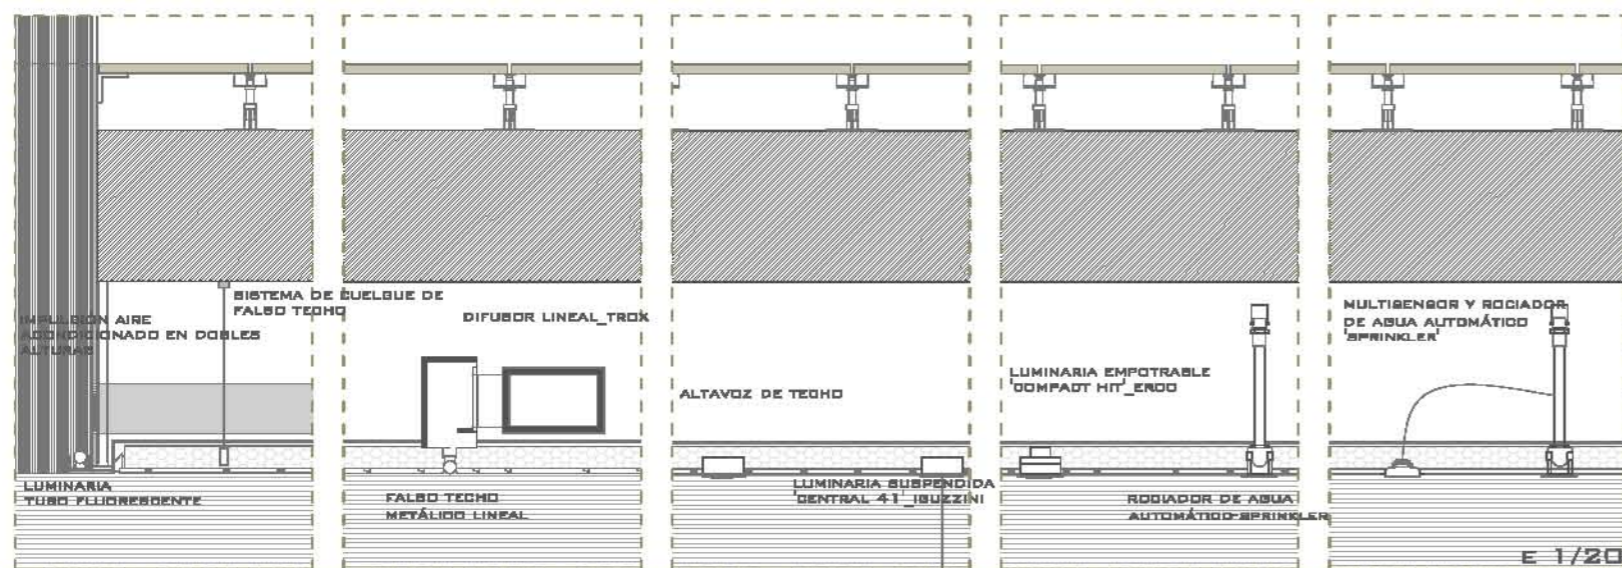 SISTEMA DE CUELGUE DE
FALSO TECHO
IMPULSIÓN AIRE
ACONDICIONADO EN DOBLES
ALTURAS
LUMINARIA
TUBO FLUORESCENTE
DIFUSOR LINEAL_TROX
FALSO TECHO
METÁLICO LINEAL
ALTAVOZ DE TECHO
LUMINARIA SUSPENDIDA
'CENTRAL 41'_IGUZZINI
LUMINARIA EMPOTRABLE
'COMPACT HIT'_ERCO
ROCIADOR DE AGUA
AUTOMÁTICO-SPRINKLER
MULTISENSOR Y ROCIADOR
DE AGUA AUTOMÁTICO
'SPRINKLER'
E 1/20